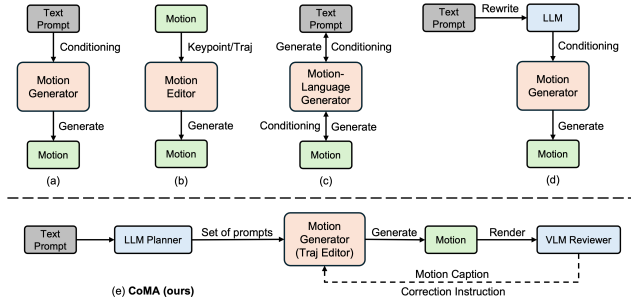 Text
Prompt
Conditioning
Motion
Generator
Generate
Motion
(a)
Motion
Keypoint/Traj
Motion
Editor
Generate
Motion
(b)
Text
Prompt
Generate Conditioning
Motion-
Language
Generator
Conditioning Generate
Motion
(c)
Text
Prompt
Rewrite
LLM
Conditioning
Motion
Generator
Generate
Motion
(d)
Text
Prompt
LLM Planner
Set of prompts
Motion
Generator
(Traj Editor)
Generate
Motion
Render
VLM Reviewer
Motion Caption
Correction Instruction
(e) CoMA (ours)